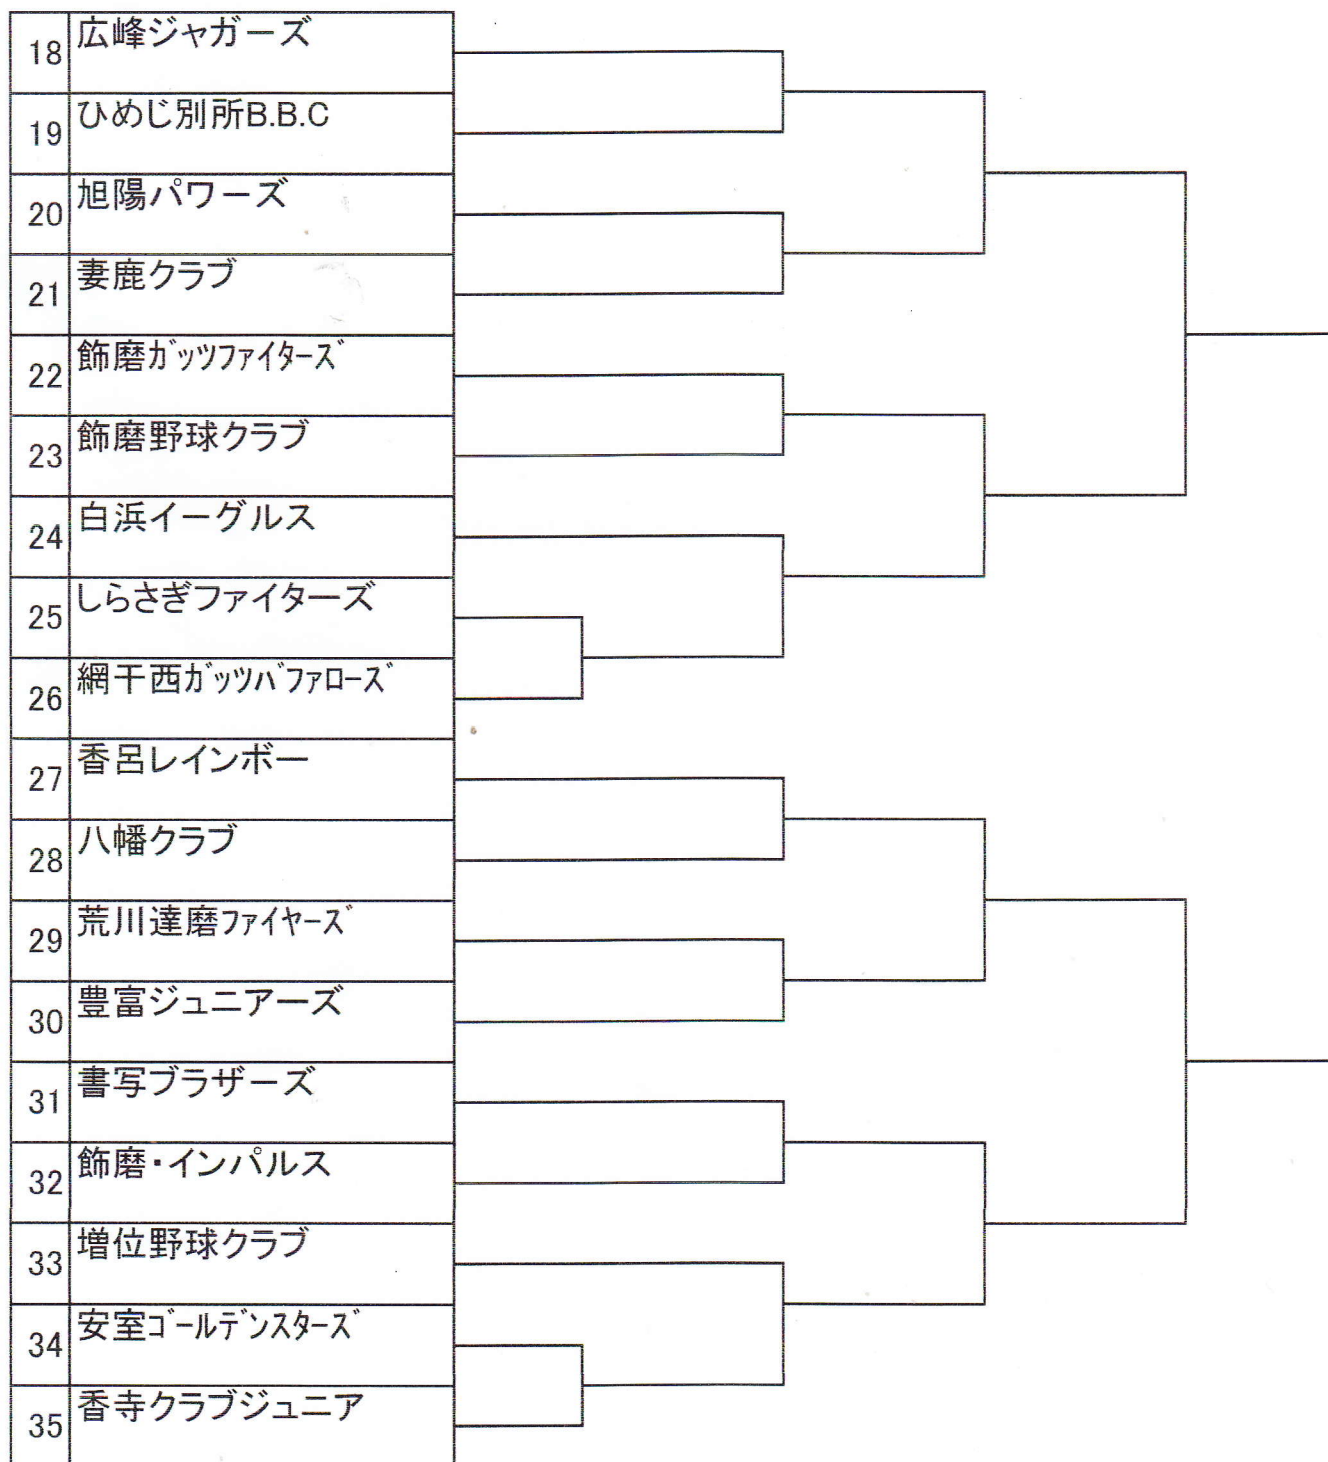 18 広峰ジャガーズ
19 ひめじ別所B.B.C
20 旭陽パワーズ
21 妻鹿クラブ
22 飾磨ｶﾞｯﾂﾌｧｲﾀｰｽﾞ
23 飾磨野球クラブ
24 白浜イーグルス
25 しらさぎファイターズ
26 網干西ｶﾞｯﾂﾊﾞﾌｧﾛｰｽﾞ
27 香呂レインボー
28 八幡クラブ
29 荒川達磨ﾌｧｲﾔｰｽﾞ
30 豊富ジュニアーズ
31 書写ブラザーズ
32 飾磨・インパルス
33 増位野球クラブ
34 安室ｺﾞｰﾙﾃﾞﾝｽﾀｰｽﾞ
35 香寺クラブジュニア